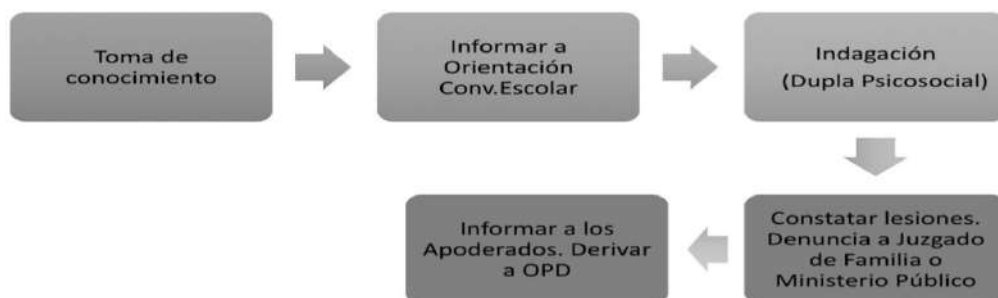 Toma de
conocimiento
Informar a
Orientación
Conv.Escolar
Indagación
(Dupla Psicosocial)
Constatar lesiones.
Denuncia a Juzgado
de Familia o
Ministerio Público
Informar a los
Apoderados. Derivar
a OPD